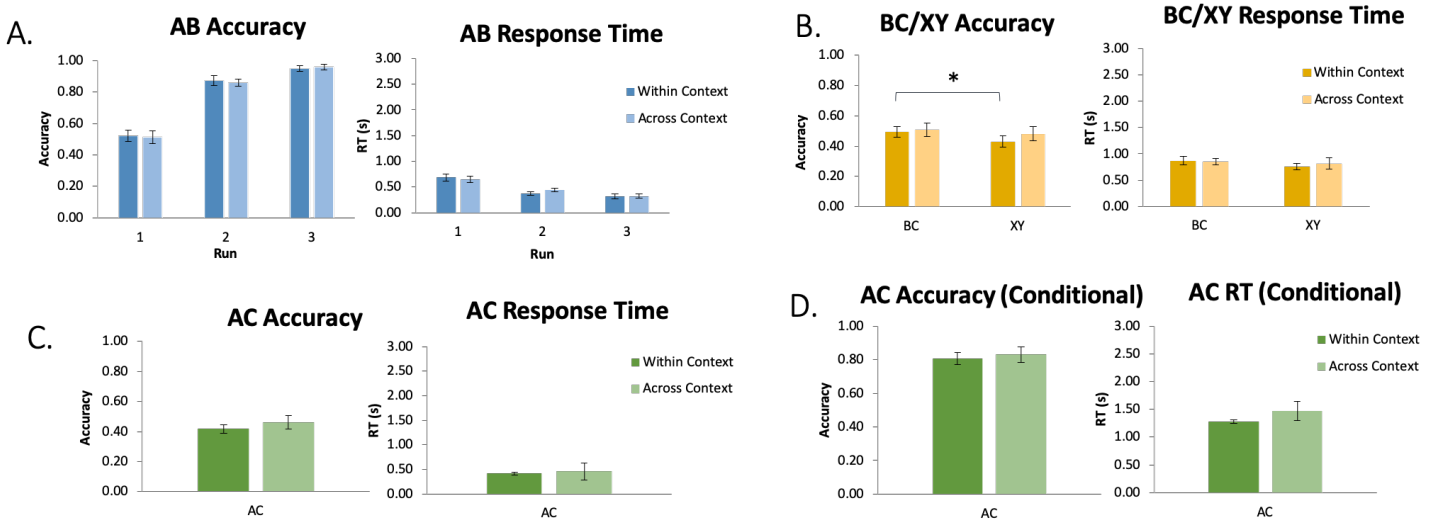 A.
AB Accuracy
1.00
0.80
0.60
0.40
0.20
0.00
Accuracy
1
2
3
Run
AB Response Time
3.00
2.50
2.00
1.50
1.00
0.50
0.00
RT (s)
1
2
3
Run
Within Context
Across Context
B.
BC/XY Accuracy
1.00
0.80
0.60
0.40
0.20
0.00
Accuracy
*
BC
XY
BC/XY Response Time
3.00
2.50
2.00
1.50
1.00
0.50
0.00
RT (s)
BC
XY
Within Context
Across Context
C.
AC Accuracy
1.00
0.80
0.60
0.40
0.20
0.00
Accuracy
AC
AC Response Time
3.00
2.50
2.00
1.50
1.00
0.50
0.00
RT (s)
AC
Within Context
Across Context
D.
AC Accuracy (Conditional)
1.00
0.80
0.60
0.40
0.20
0.00
Accuracy
AC
AC RT (Conditional)
3.00
2.50
2.00
1.50
1.00
0.50
0.00
RT (s)
AC
Within Context
Across Context